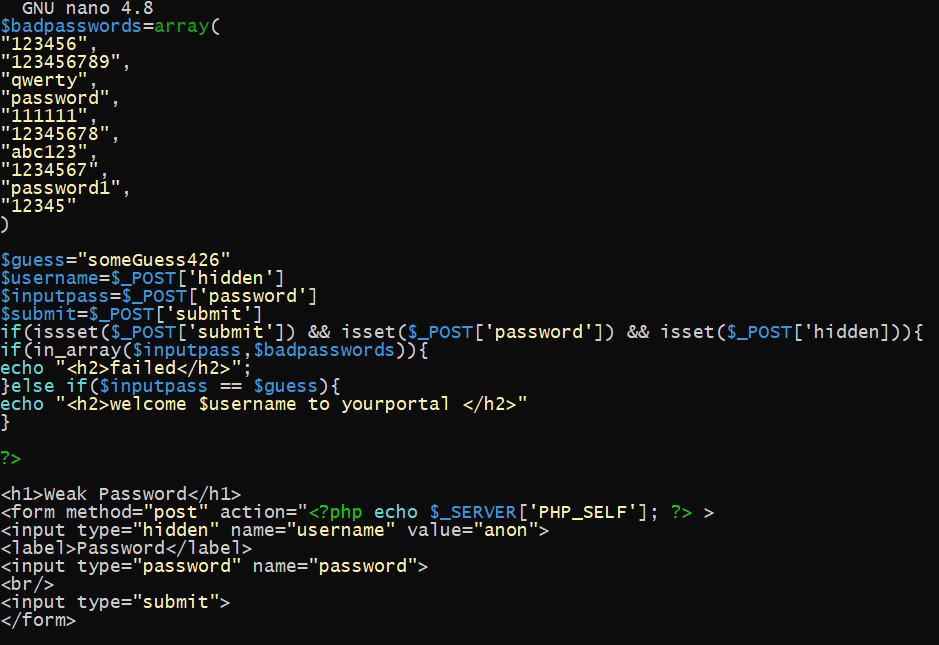 GNU nano 4.8
$badpasswords=array(
"123456",
"123456789",
"qwerty",
"password",
"111111",
"12345678",
"abc123",
"1234567",
"password1",
"12345"
)
$guess="someGuess426"
$username=$_POST['hidden']
$inputpass=$_POST['password']
$submit=$_POST['submit']
if(issset($_POST['submit']) && isset($_POST['password']) && isset($_POST['hidden])){
if(in_array($inputpass,$badpasswords)){
echo "<h2>failed</h2>";
}else if($inputpass == $guess){
echo "<h2>welcome $username to yourportal </h2>"
}
?>
<h1>Weak Password</h1>
<form method="post" action="<?php echo $_SERVER['PHP_SELF']; ?> >
<input type="hidden" name="username" value="anon">
<label>Password</label>
<input type="password" name="password">
<br/>
<input type="submit">
</form>